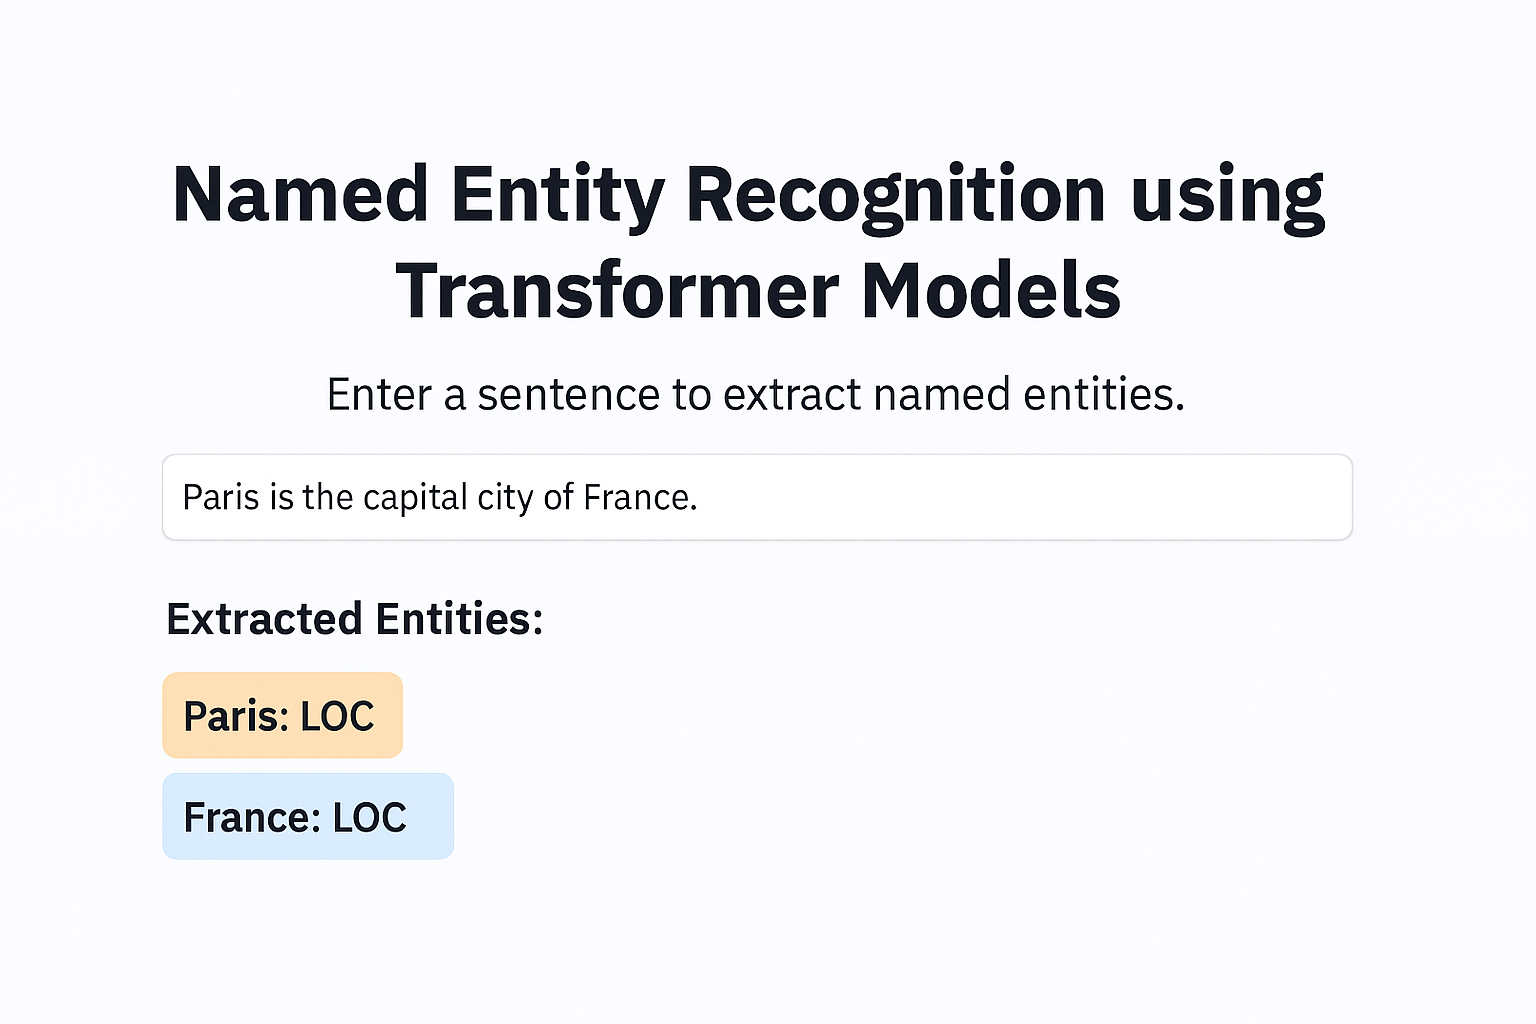 Named Entity Recognition using
Transformer Models
Enter a sentence to extract named entities.
Paris is the capital city of France.
Extracted Entities:
Paris: LOC
France: LOC